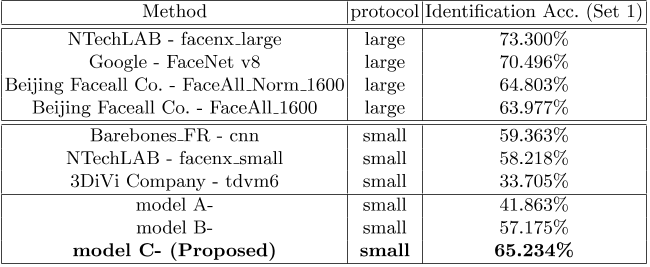 Method protocol Identification Acc. (Set 1)
NTechLAB - facenx_large large 73.300%
Google - FaceNet v8 large 70.496%
Beijing Faceall Co. - FaceAll_Norm_1600 large 64.803%
Beijing Faceall Co. - FaceAll_1600 large 63.977%
Barebones_FR - cnn small 59.363%
NTechLAB - facenx_small small 58.218%
3DiVi Company - tdvm6 small 33.705%
model A- small 41.863%
model B- small 57.175%
model C- (Proposed) small 65.234%